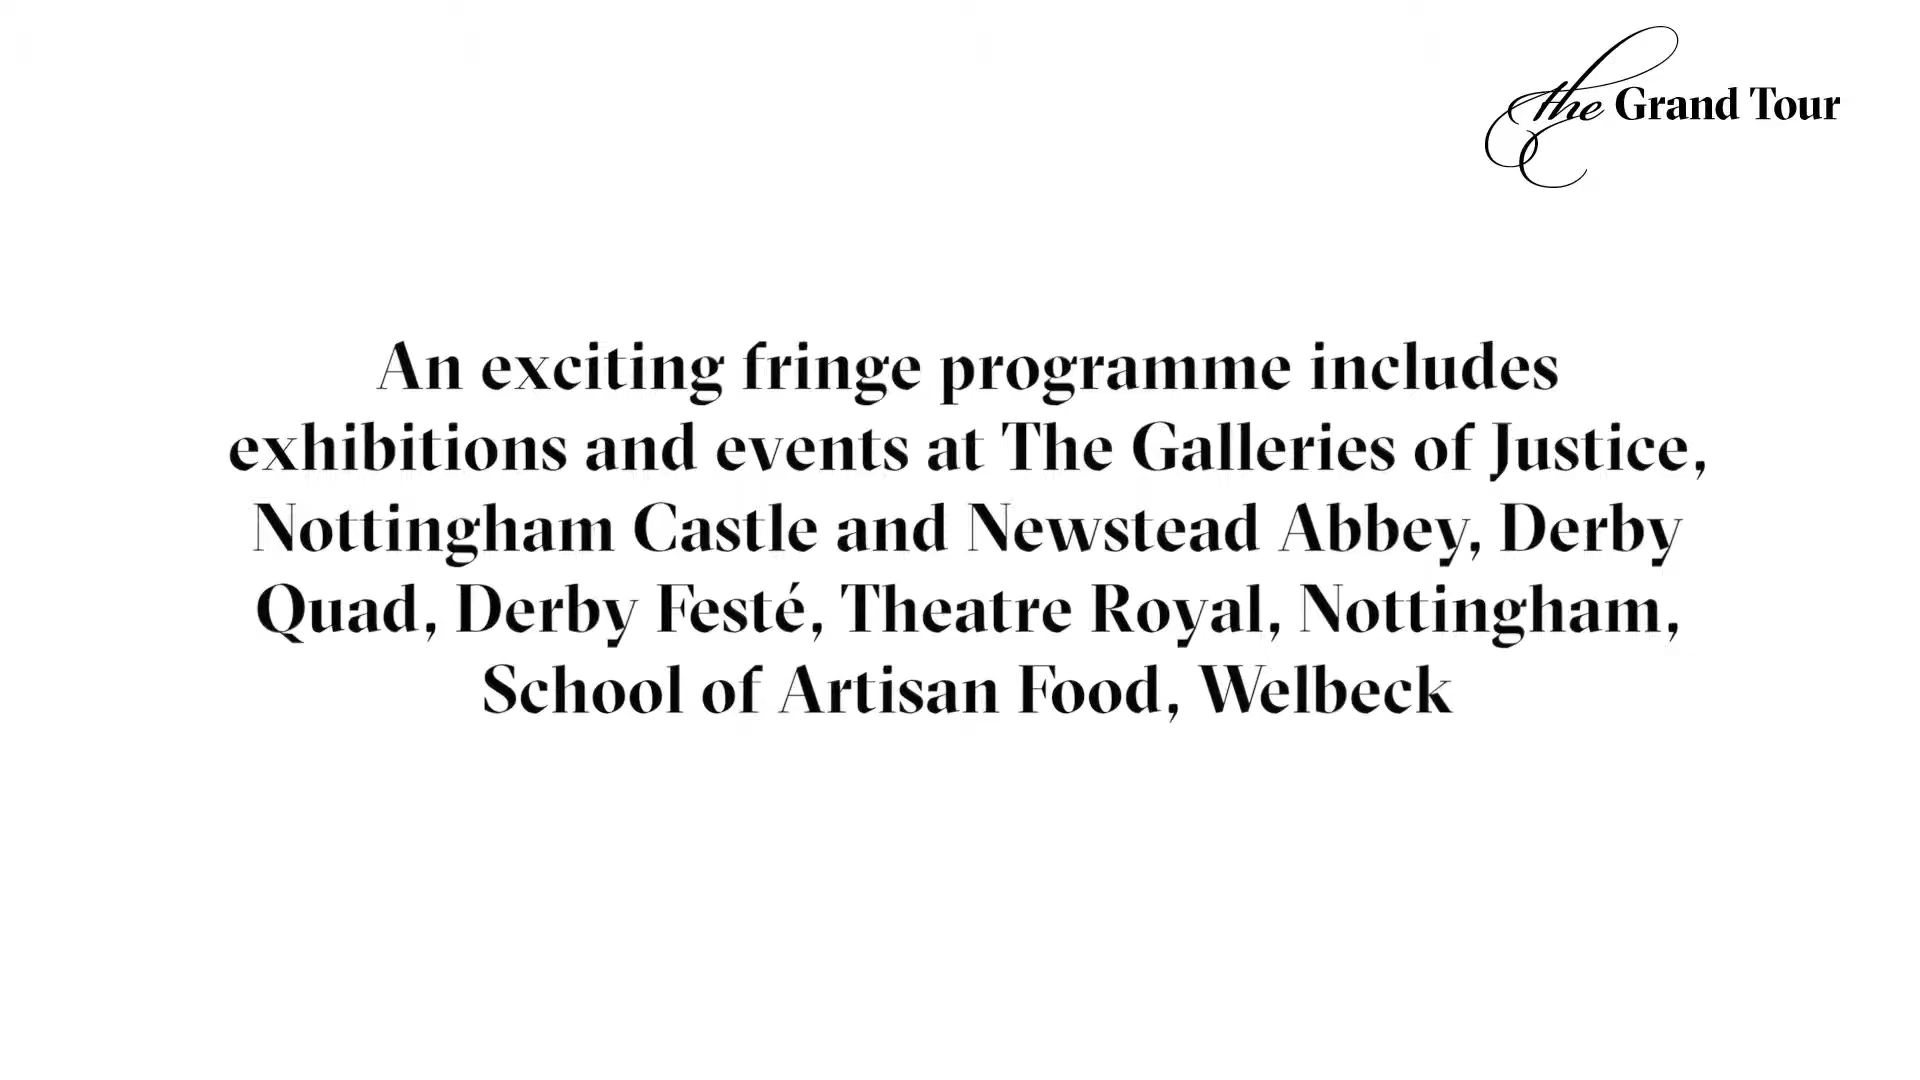 the Grand Tour
An exciting fringe programme includes
exhibitions and events at The Galleries of Justice,
Nottingham Castle and Newstead Abbey, Derby
Quad, Derby Festé, Theatre Royal, Nottingham,
School of Artisan Food, Welbeck